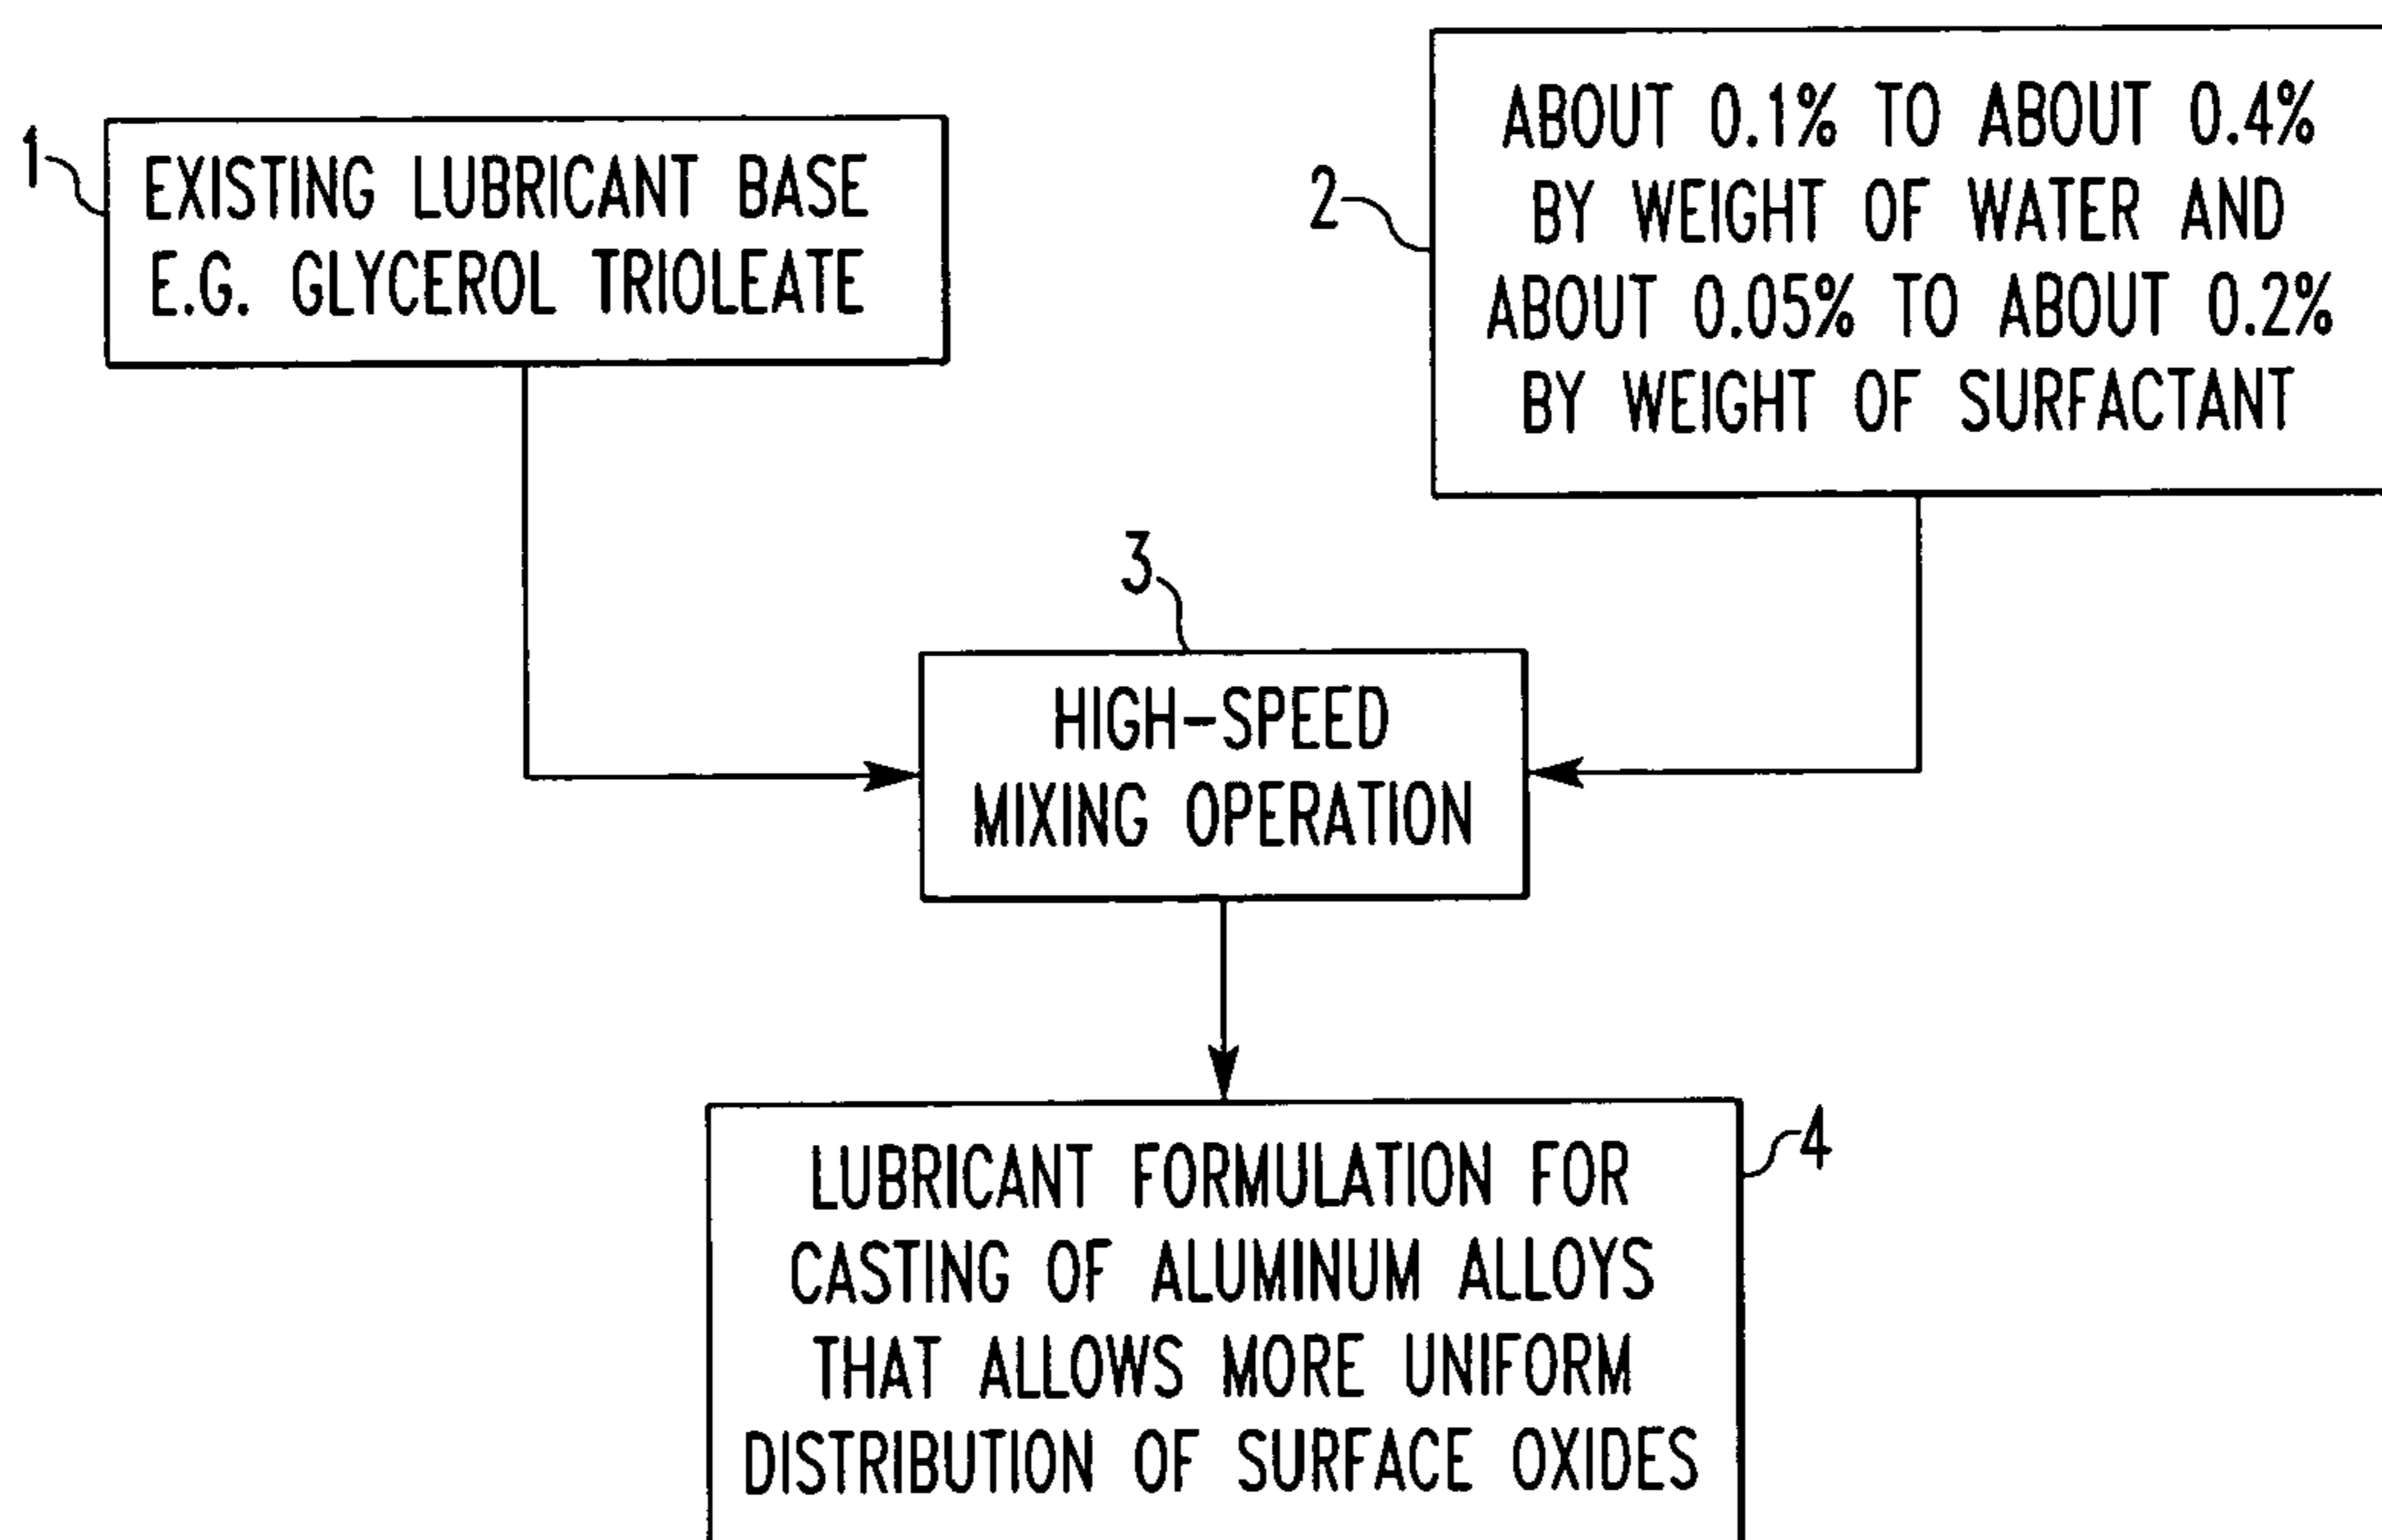 1
EXISTING LUBRICANT BASE
E.G. GLYCEROL TRIOLEATE
2
ABOUT 0.1% TO ABOUT 0.4%
BY WEIGHT OF WATER AND
ABOUT 0.05% TO ABOUT 0.2%
BY WEIGHT OF SURFACTANT
3
HIGH-SPEED
MIXING OPERATION
4
LUBRICANT FORMULATION FOR
CASTING OF ALUMINUM ALLOYS
THAT ALLOWS MORE UNIFORM
DISTRIBUTION OF SURFACE OXIDES